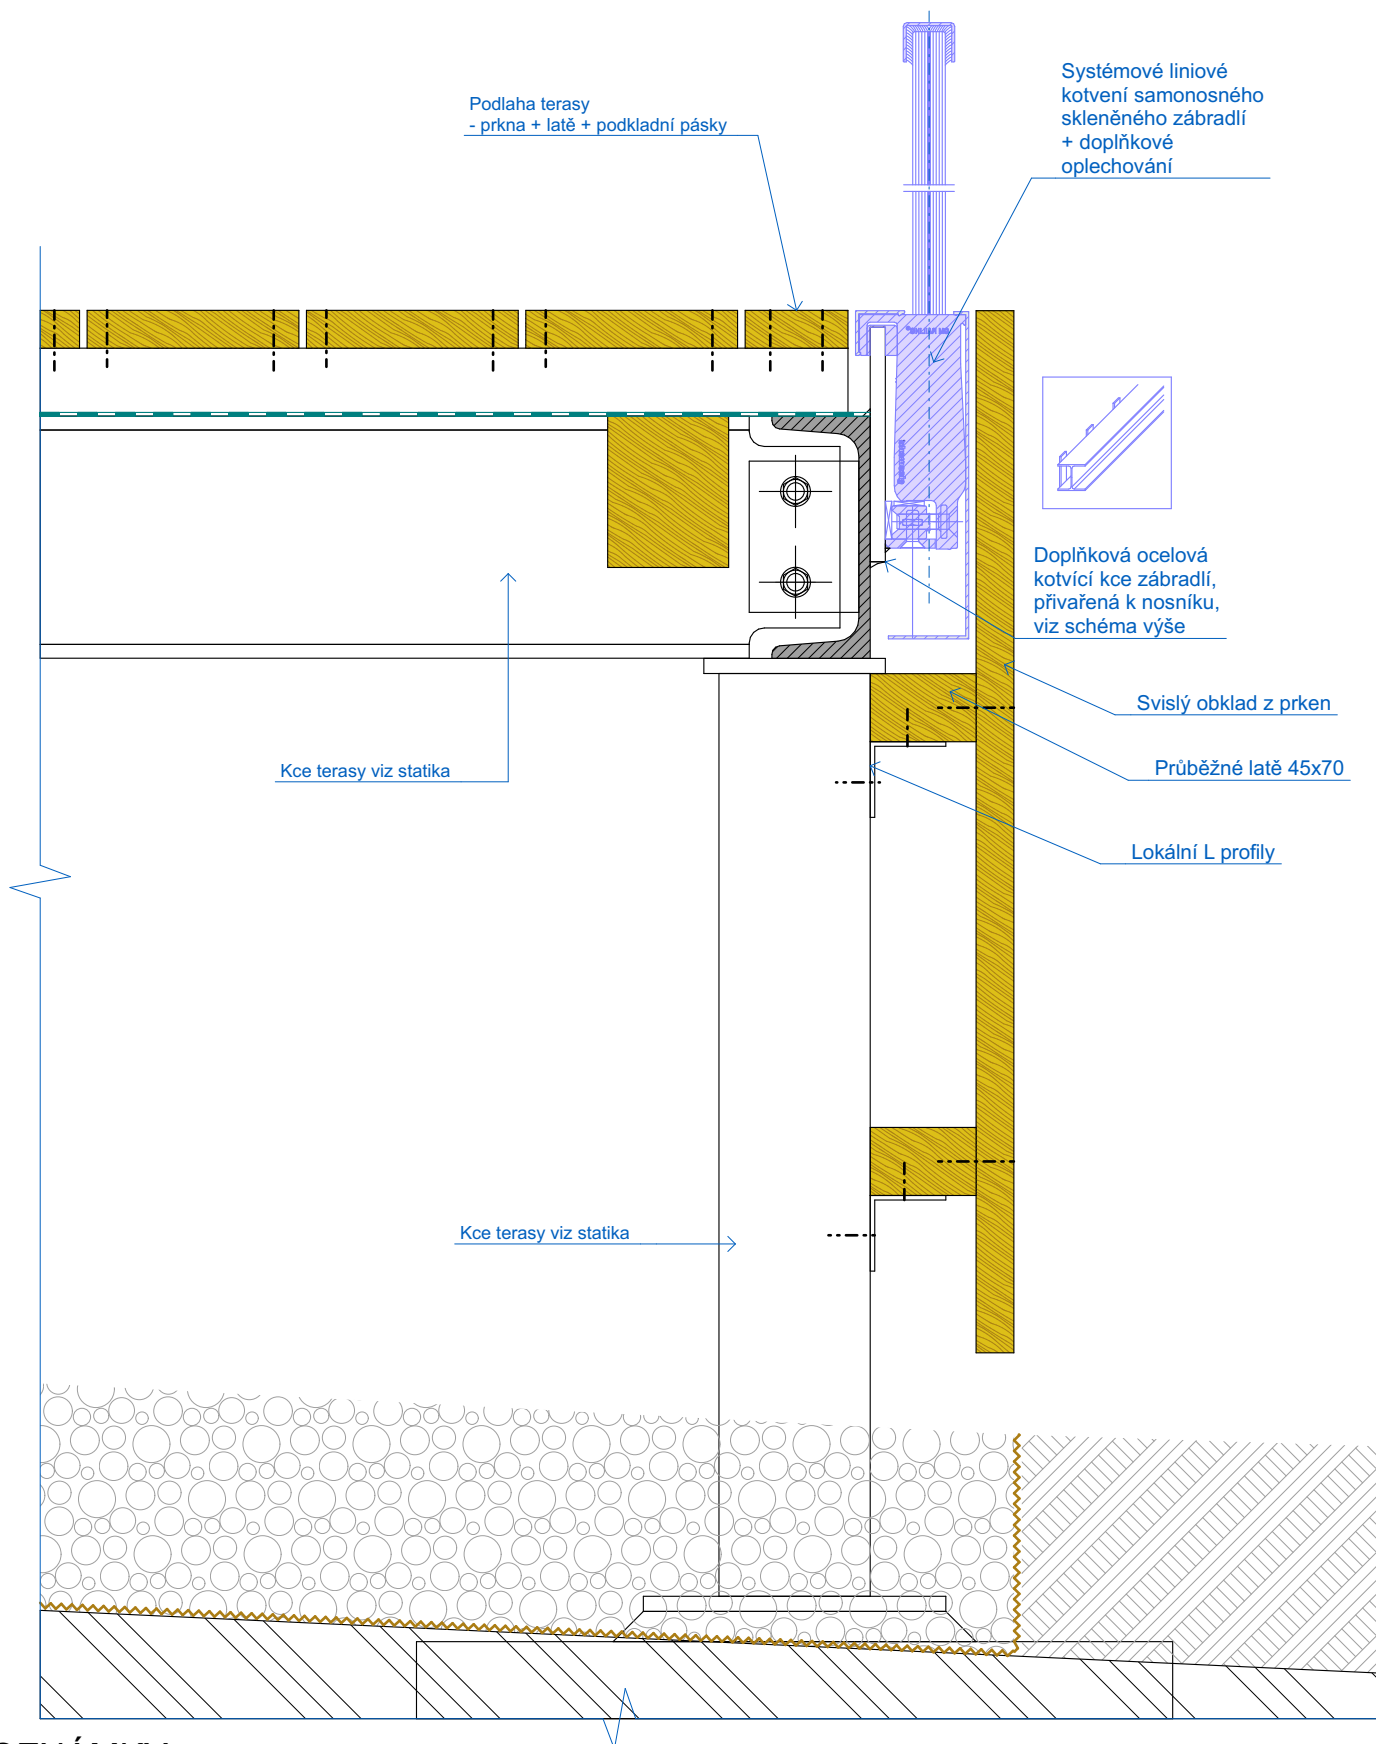 Systémové liniové
kotvení samonosného
skleněného zábradlí
+ doplňkové
oplechování
Podlaha terasy
- prkna + latě + podkladní pásky
Doplňková ocelová
kotvící kce zábradlí,
přivařená k nosníku,
viz schéma výše
Svislý obklad z prken
Kce terasy viz statika
Průběžné latě 45x70
Lokální L profily
Kce terasy viz statika